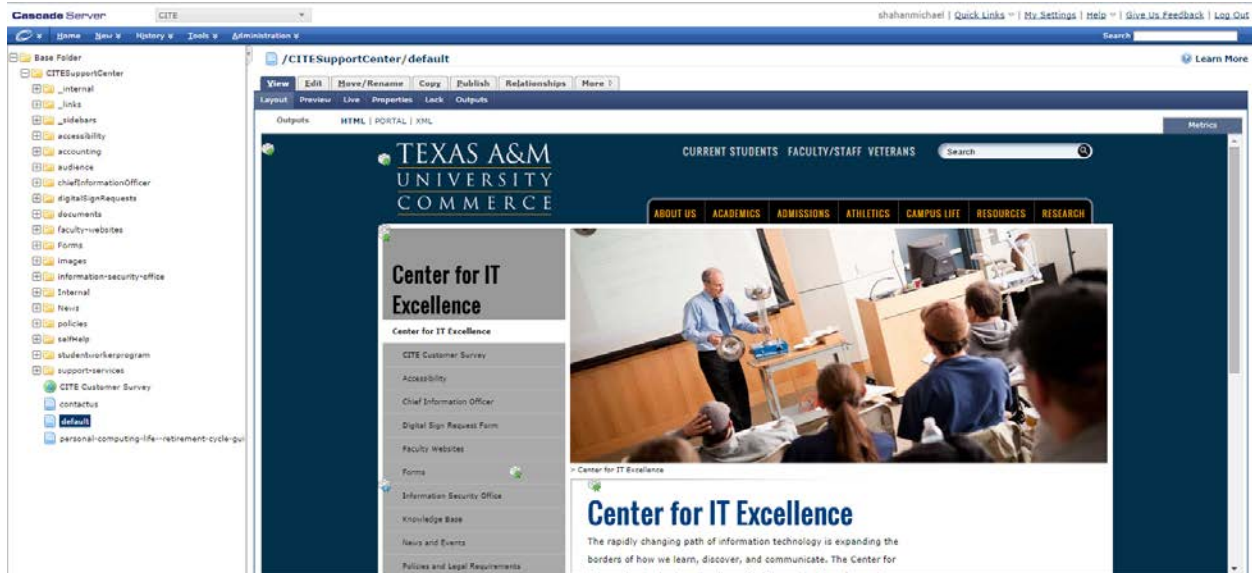 Cascade Server
CITE
shahanmichael | Quick Links | My Settings | Help | Give Us Feedback | Log Out
Home New History Tools Administration
Search
Base Folder
CITESupportCenter
_internal
_links
_sidebars
accessibility
accounting
audience
chiefInformationOfficer
digitalSignRequests
documents
faculty-websites
Forms
images
information-security-office
Internal
News
policies
selfHelp
studentworkerprogram
support-services
CITE Customer Survey
contactus
default
personal-computing-life--retirement-cycle-gui
/CITESupportCenter/default
Learn More
View Edit Move/Rename Copy Publish Relationships More
Layout Preview Live Properties Lock Outputs
Outputs HTML | PORTAL | XML
Metrics
TEXAS A&M
UNIVERSITY
COMMERCE
CURRENT STUDENTS FACULTY/STAFF VETERANS
Search
ABOUT US ACADEMICS ADMISSIONS ATHLETICS CAMPUS LIFE RESOURCES RESEARCH
Center for IT
Excellence
Center for IT Excellence
CITE Customer Survey
Accessibility
Chief Information Officer
Digital Sign Request Form
Faculty Websites
Forms
Information Security Office
Knowledge Base
News and Events
Policies and Legal Requirements
> Center for IT Excellence
Center for IT Excellence
The rapidly changing path of information technology is expanding the
borders of how we learn, discover, and communicate. The Center for